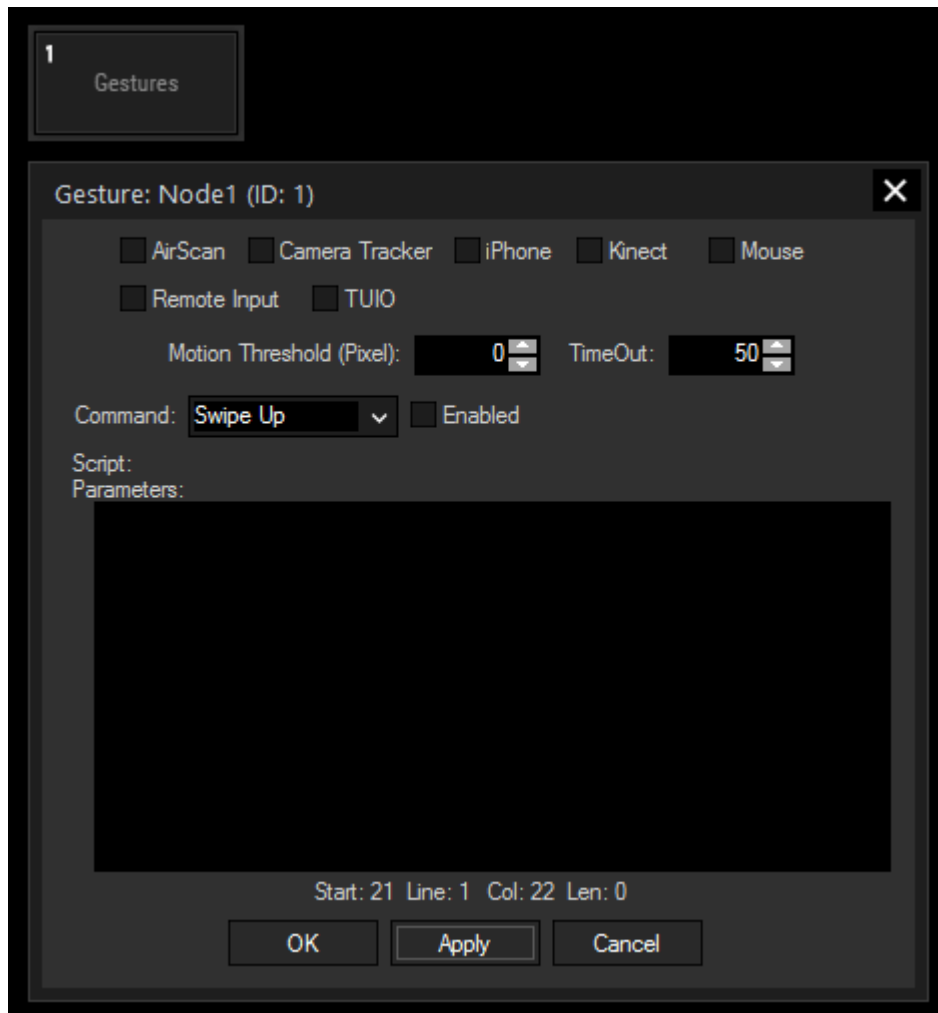 1
Gestures
Gesture: Node1 (ID: 1)
AirScan Camera Tracker iPhone Kinect Mouse
Remote Input TUIO
Motion Threshold (Pixel): 0 TimeOut: 50
Command: Swipe Up Enabled
Script:
Parameters:
Start: 21 Line: 1 Col: 22 Len: 0
OK Apply Cancel